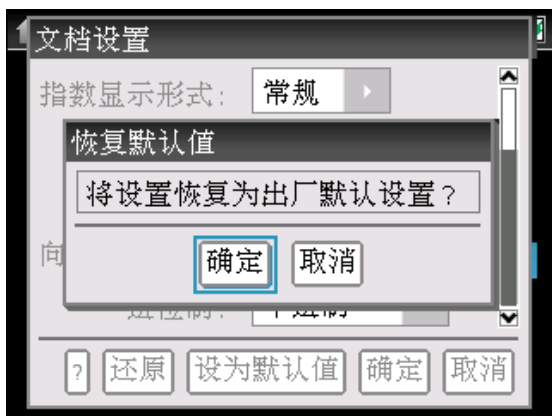 文档设置
指数显示形式: 常规
恢复默认值
将设置恢复为出厂默认设置?
向
确定 取消
? 还原 设为默认值 确定 取消